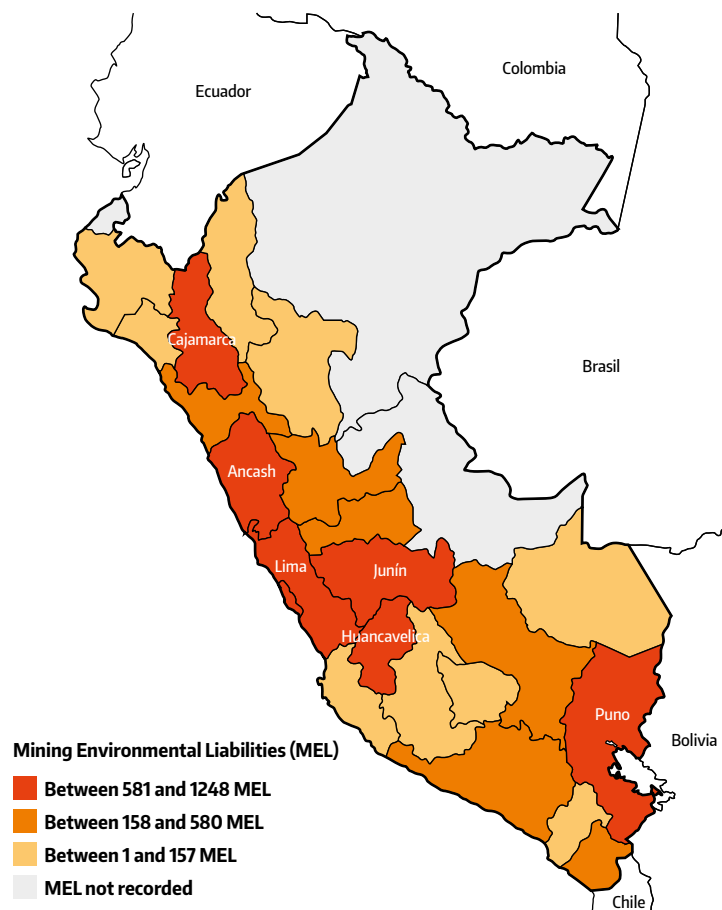 Colombia
Ecuador
Cajamarca
Brasil
Ancash
Lima
Junín
Huancavelica
Puno
Bolivia
Mining Environmental Liabilities (MEL)
Between 581 and 1248 MEL
Between 158 and 580 MEL
Between 1 and 157 MEL
MEL not recorded
Chile